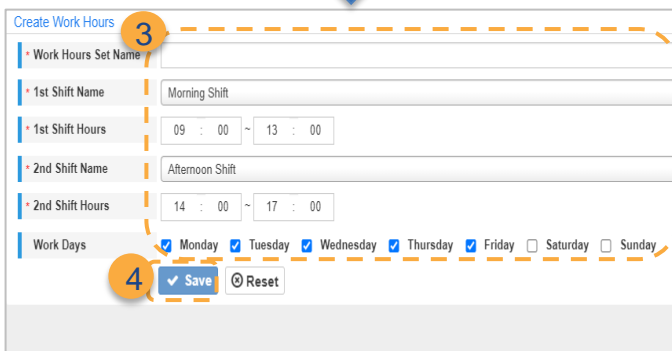 Create Work Hours
3
* Work Hours Set Name
* 1st Shift Name Morning Shift
* 1st Shift Hours 09 : 00 ~ 13 : 00
* 2nd Shift Name Afternoon Shift
* 2nd Shift Hours 14 : 00 ~ 17 : 00
Work Days Monday Tuesday Wednesday Thursday Friday Saturday Sunday
4 Save Reset